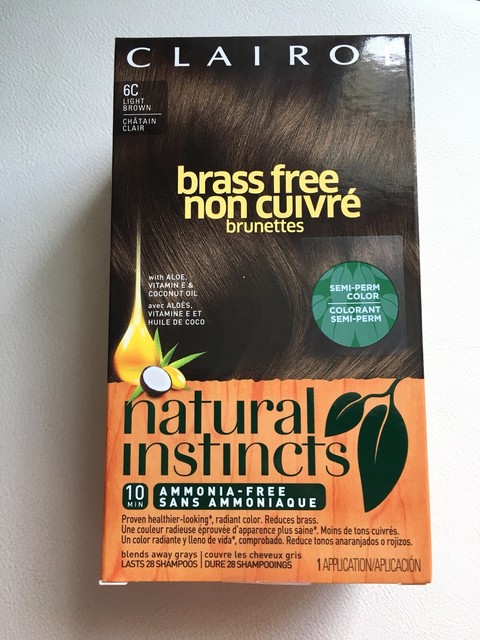 CLAIROL
6C
LIGHT
BROWN
CHÂTAIN
CLAIR
brass free
non cuivré
brunettes
with ALOE,
VITAMIN E &
COCONUT OIL
avec ALOÈS,
VITAMINE E ET
HUILE DE COCO
SEMI-PERM
COLOR
COLORANT
SEMI-PERM
natural
instincts
10
MIN
AMMONIA-FREE
SANS AMMONIAQUE
Proven healthier-looking*, radiant color. Reduces brass.
Une couleur radieuse éprouvée d'apparence plus saine*. Moins de tons cuivrés.
Un color radiante y lleno de vida*, comprobado. Reduce tonos anaranjados o rojizos.
blends away grays | couvre les cheveux gris
LASTS 28 SHAMPOOS | DURE 28 SHAMPOOINGS
1 APPLICATION/APLICACIÓN